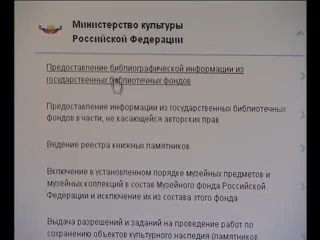 Министерство культуры
Российской Федерации
Предоставление библиографической информации из
государственных библиотечных фондов
Предоставление информации из государственных библиотечных
фондов в части, не касающейся авторских прав
Ведение реестра книжных памятников
Включение в установленном порядке музейных предметов и
музейных коллекций в состав Музейного фонда Российской
Федерации и исключение их из состава этого фонда
Выдача разрешений и заданий на проведение работ по
сохранению объектов культурного наследия (памятников